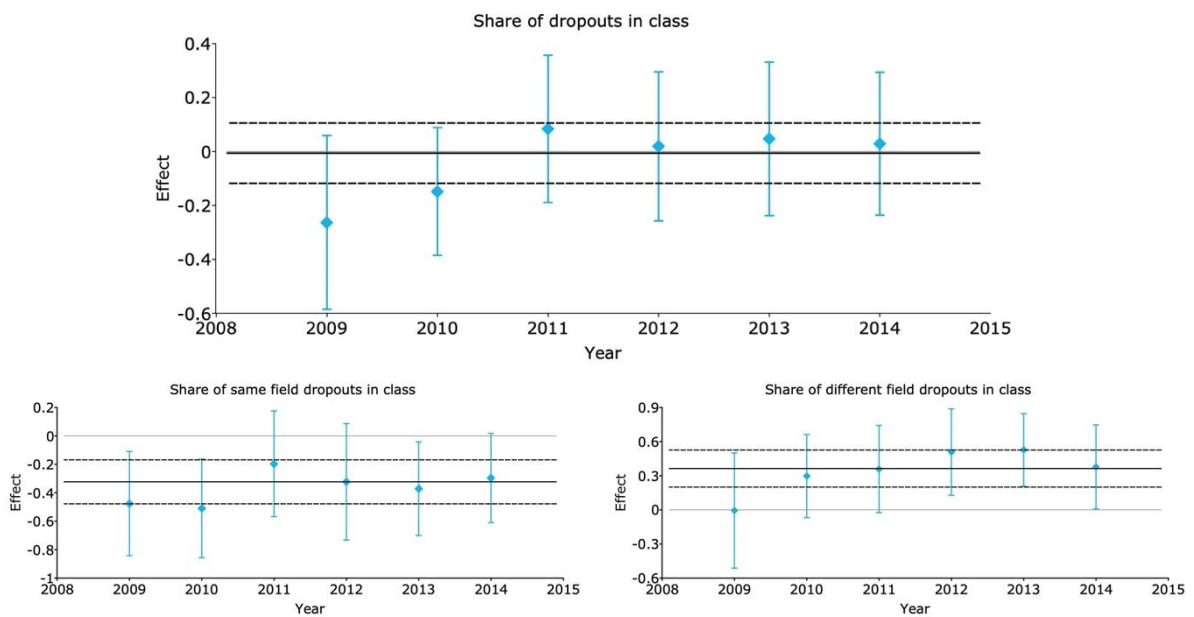 Share of dropouts in class
Effect
0.4
0.2
0
-0.2
-0.4
-0.6
2008 2009 2010 2011 2012 2013 2014 2015
Year
Share of same field dropouts in class
Effect
0.2
0
-0.2
-0.4
-0.6
-0.8
-1
2008 2009 2010 2011 2012 2013 2014 2015
Year
Share of different field dropouts in class
Effect
0.9
0.6
0.3
0
-0.3
-0.6
2008 2009 2010 2011 2012 2013 2014 2015
Year